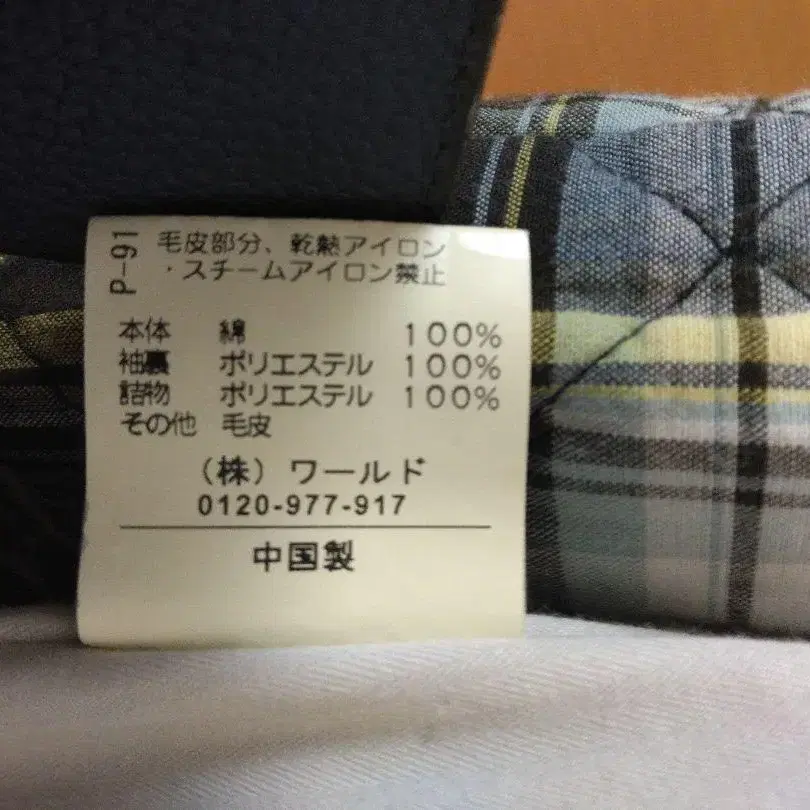 P-91
毛皮部分、乾熱アイロン
・スチームアイロン禁止
本体 綿 100%
袖裏 ポリエステル 100%
詰物 ポリエステル 100%
その他 毛皮
(株) ワールド
0120-977-917
中国製